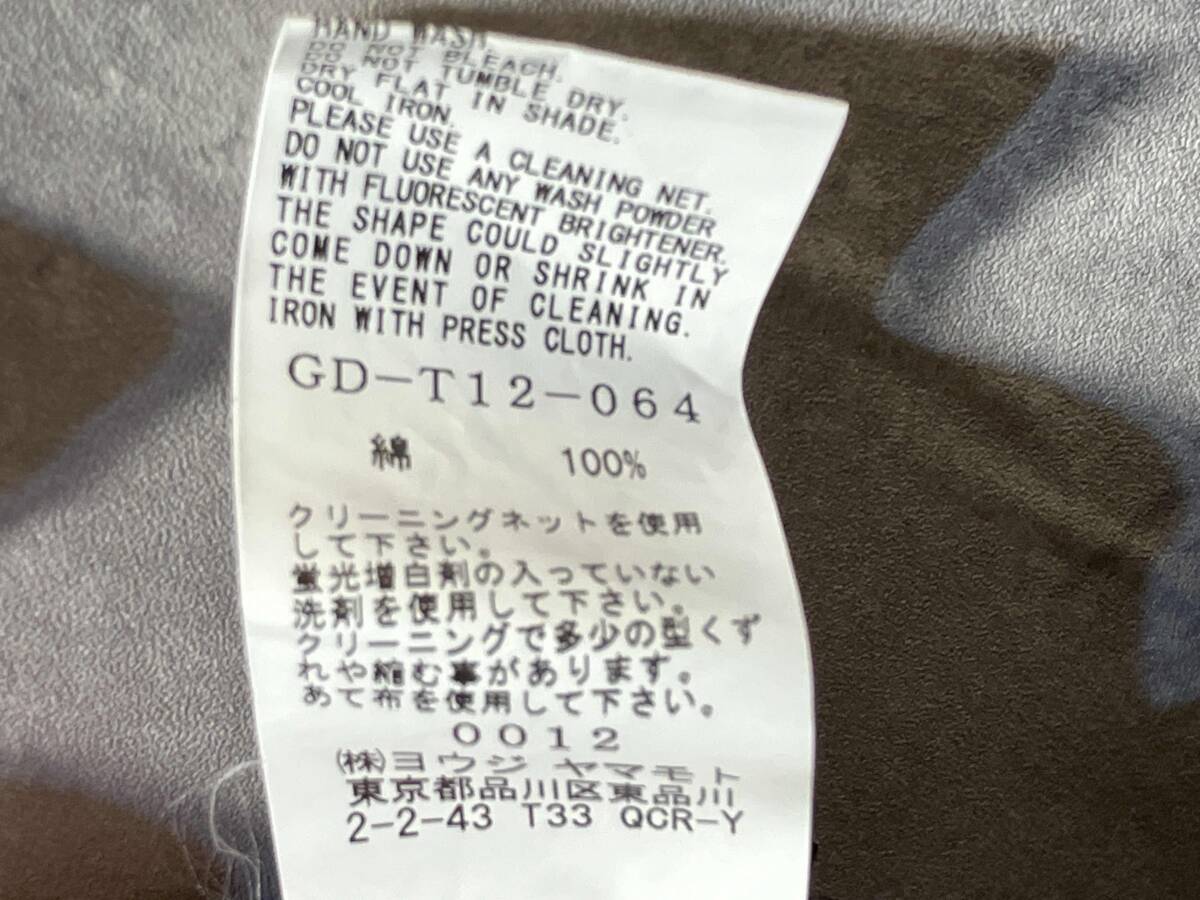 HAND WASH.
DO NOT BLEACH.
DO NOT TUMBLE DRY.
DRY FLAT IN SHADE.
COOL IRON.
PLEASE USE A CLEANING NET.
DO NOT USE ANY WASH POWDER
WITH FLUORESCENT BRIGHTENER.
THE SHAPE COULD SLIGHTLY
COME DOWN OR SHRINK IN
THE EVENT OF CLEANING.
IRON WITH PRESS CLOTH.
GD-T12-064
綿 100%
クリーニングネットを使用
して下さい。
蛍光増白剤の入っていない
洗剤を使用して下さい。
クリーニングで多少の型くず
れや縮む事があります。
あて布を使用して下さい。
0012
㈱ヨウジ ヤマモト
東京都品川区東品川
2-2-43 T33 QCR-Y